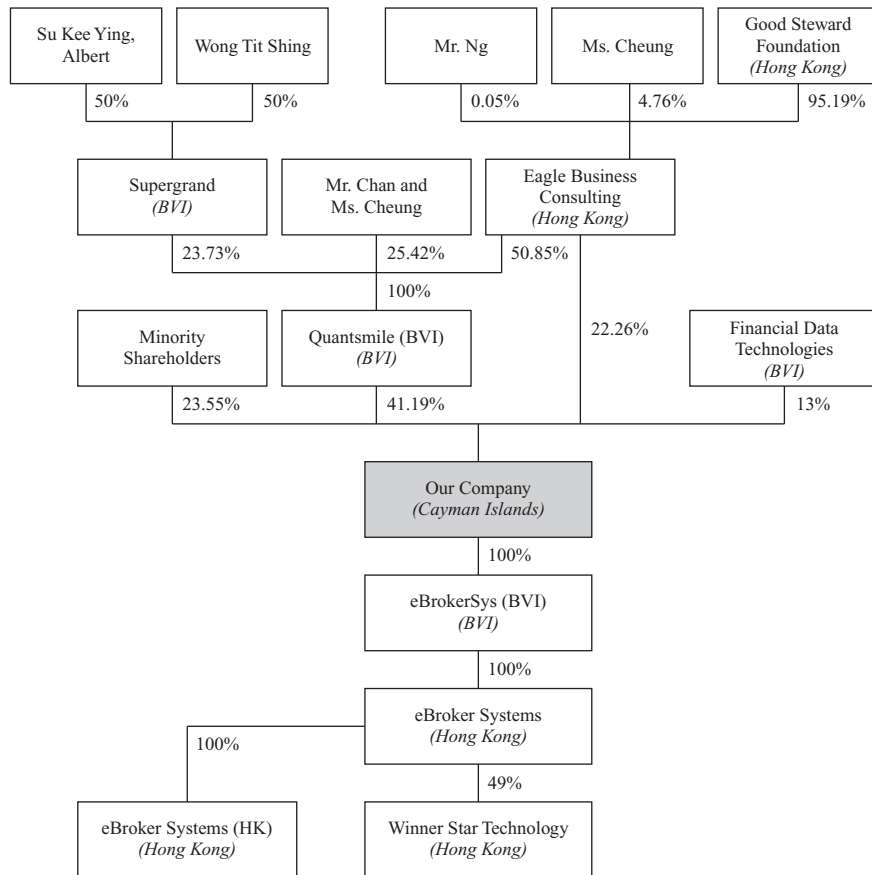 Su Kee Ying,
Albert
Wong Tit Shing
Mr. Ng
Ms. Cheung
Good Steward
Foundation
(Hong Kong)
50%
50%
0.05%
4.76%
95.19%
Supergrand
(BVI)
Mr. Chan and
Ms. Cheung
Eagle Business
Consulting
(Hong Kong)
23.73%
25.42%
50.85%
100%
Minority
Shareholders
Quantsmile (BVI)
(BVI)
22.26%
Financial Data
Technologies
(BVI)
23.55%
41.19%
13%
Our Company
(Cayman Islands)
100%
eBrokerSys (BVI)
(BVI)
100%
eBroker Systems
(Hong Kong)
100%
49%
eBroker Systems (HK)
(Hong Kong)
Winner Star Technology
(Hong Kong)